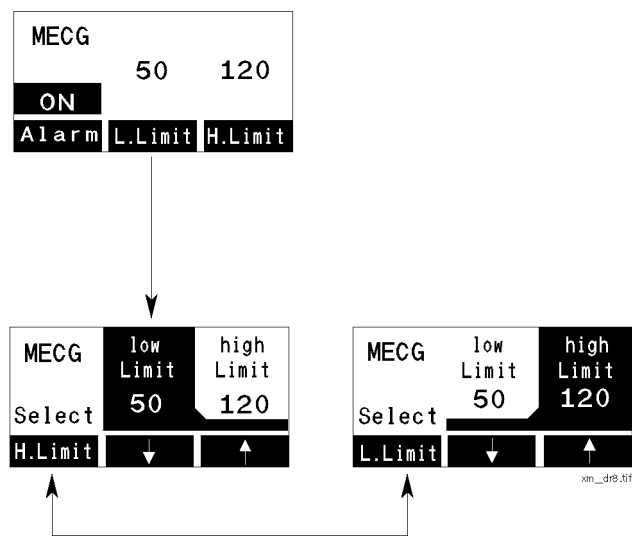 MECG
50 120
ON
Alarm L.Limit H.Limit
MECG low Limit 50 high Limit 120
Select
H.Limit ↓ ↑
MECG low Limit 50 high Limit 120
Select
L.Limit ↓ ↑
xm_dr8.tif